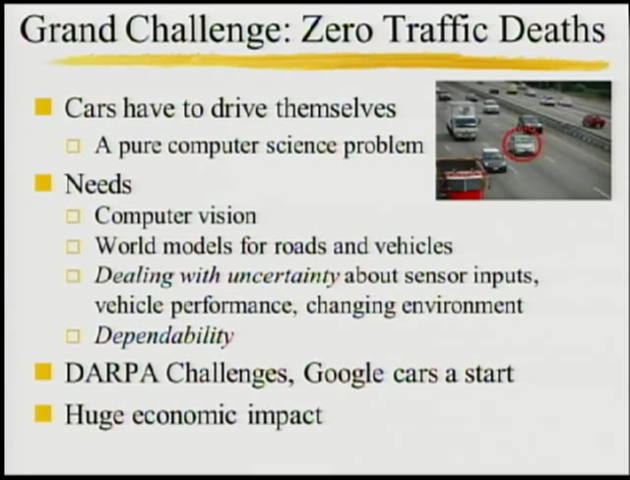 Grand Challenge: Zero Traffic Deaths
Cars have to drive themselves
A pure computer science problem
Needs
Computer vision
World models for roads and vehicles
Dealing with uncertainty about sensor inputs,
vehicle performance, changing environment
Dependability
DARPA Challenges, Google cars a start
Huge economic impact